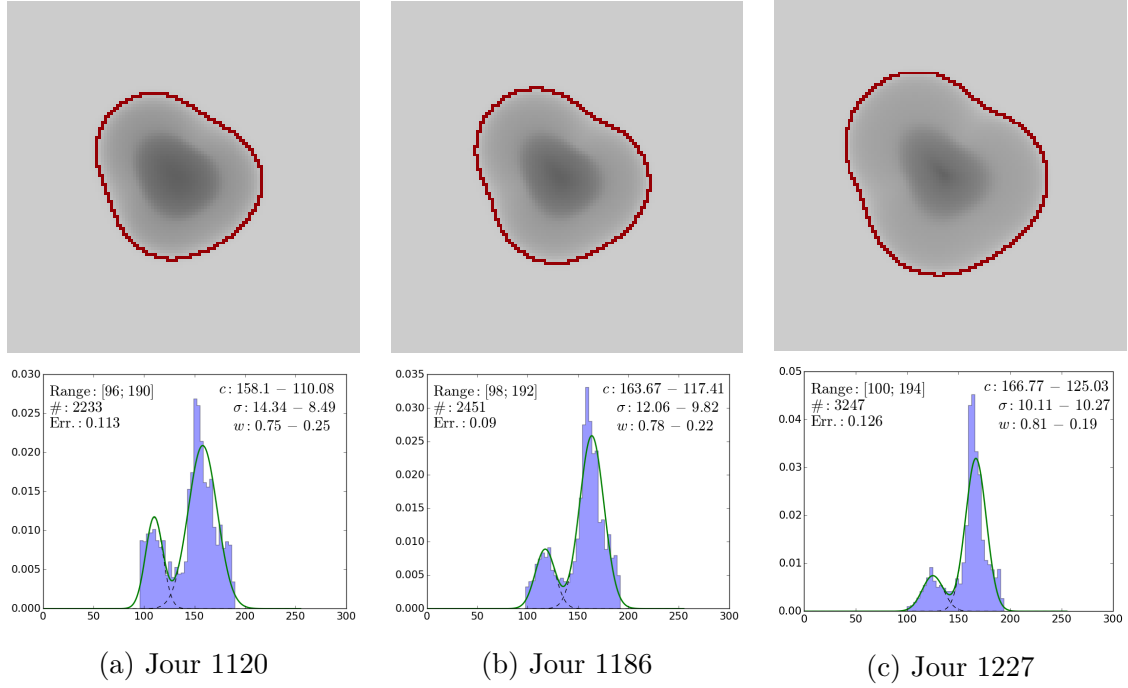 0.030
0.025
0.020
0.015
0.010
0.005
0.000
0 50 100 150 200 250 300
Range: [96; 190]
#: 2233
Err.: 0.113
c: 158.1 − 110.08
σ: 14.34 − 8.49
w: 0.75 − 0.25
(a) Jour 1120
0.035
0.030
0.025
0.020
0.015
0.010
0.005
0.000
0 50 100 150 200 250 300
Range: [98; 192]
#: 2451
Err.: 0.09
c: 163.67 − 117.41
σ: 12.06 − 9.82
w: 0.78 − 0.22
(b) Jour 1186
0.05
0.04
0.03
0.02
0.01
0.00
0 50 100 150 200 250 300
Range: [100; 194]
#: 3247
Err.: 0.126
c: 166.77 − 125.03
σ: 10.11 − 10.27
w: 0.81 − 0.19
(c) Jour 1227